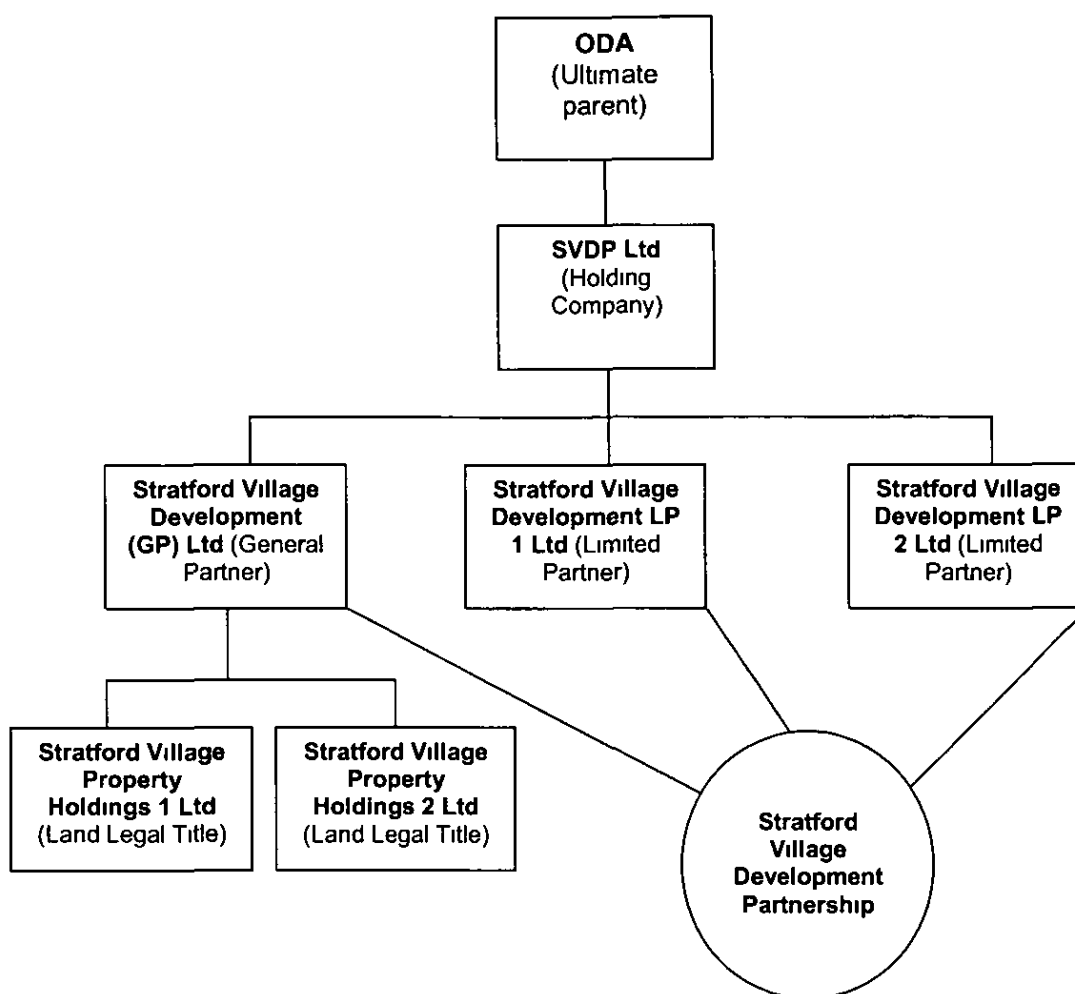 ODA
(Ultimate
parent)
SVDP Ltd
(Holding
Company)
Stratford Village
Development
(GP) Ltd (General
Partner)
Stratford Village
Development LP
1 Ltd (Limited
Partner)
Stratford Village
Development LP
2 Ltd (Limited
Partner)
Stratford Village
Property
Holdings 1 Ltd
(Land Legal Title)
Stratford Village
Property
Holdings 2 Ltd
(Land Legal Title)
Stratford
Village
Development
Partnership